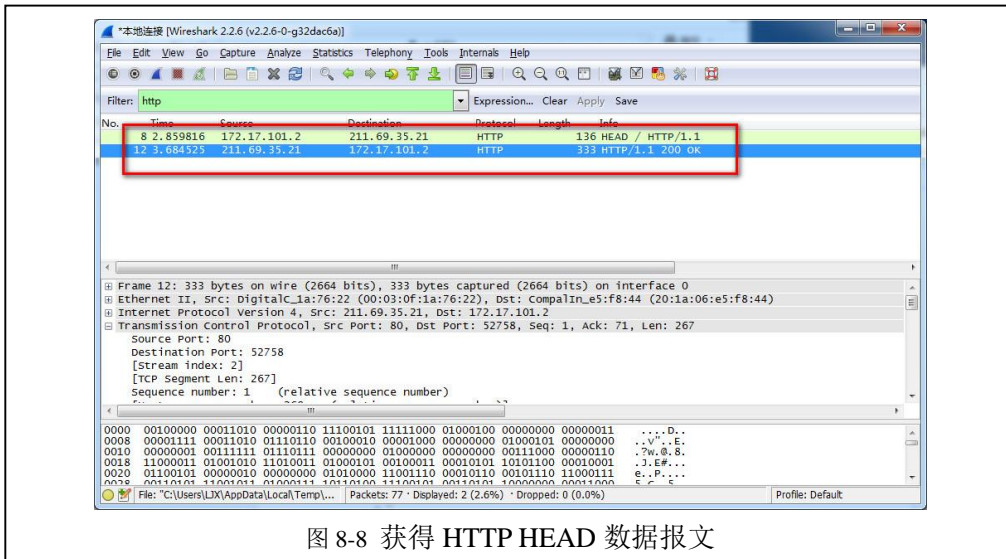 *本地连接 [Wireshark 2.2.6 (v2.2.6-0-g32dac6a)]
File Edit View Go Capture Analyze Statistics Telephony Tools Internals Help
Filter: http Expression... Clear Apply Save
No. Time Source Destination Protocol Length Info
8 2.859816 172.17.101.2 211.69.35.21 HTTP 136 HEAD / HTTP/1.1
12 3.684525 211.69.35.21 172.17.101.2 HTTP 333 HTTP/1.1 200 OK
Frame 12: 333 bytes on wire (2664 bits), 333 bytes captured (2664 bits) on interface 0
Ethernet II, Src: DigitalC_1a:76:22 (00:03:0f:1a:76:22), Dst: CompalIn_e5:f8:44 (20:1a:06:e5:f8:44)
Internet Protocol Version 4, Src: 211.69.35.21, Dst: 172.17.101.2
Transmission Control Protocol, Src Port: 80, Dst Port: 52758, Seq: 1, Ack: 71, Len: 267
Source Port: 80
Destination Port: 52758
[Stream index: 2]
[TCP Segment Len: 267]
Sequence number: 1 (relative sequence number)
0000 00100000 00011010 00000110 11100101 11111000 01000100 00000000 00000011 ....D..
0008 00001111 00011010 01110110 00100010 00001000 00000000 01000101 00000000 ..v"..E.
0010 00000001 00111111 01110111 00000000 01000000 00000000 00111000 00000110 .?w.@.8.
0018 11000011 01001010 11010011 01000101 00100011 00010101 10101100 00010001 .J.E#...
0020 01100101 00000010 00000000 01010000 11001110 00010110 00101110 11000111 e..P....
File: "C:\Users\LJX\AppData\Local\Temp\... Packets: 77 · Displayed: 2 (2.6%) · Dropped: 0 (0.0%) Profile: Default
图 8-8 获得 HTTP HEAD 数据报文